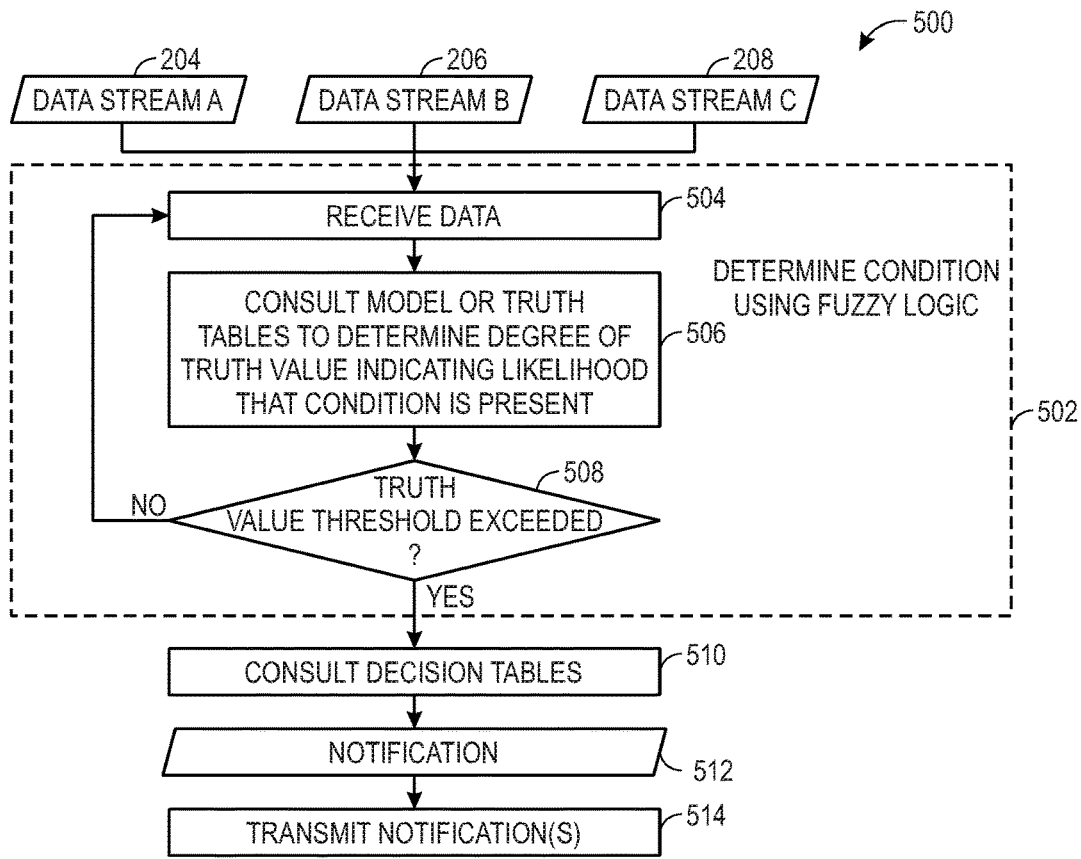 500
204
206
208
DATA STREAM A
DATA STREAM B
DATA STREAM C
504
RECEIVE DATA
DETERMINE CONDITION
USING FUZZY LOGIC
CONSULT MODEL OR TRUTH
TABLES TO DETERMINE DEGREE OF
TRUTH VALUE INDICATING LIKELIHOOD
THAT CONDITION IS PRESENT
506
502
508
TRUTH
VALUE THRESHOLD EXCEEDED
?
NO
YES
510
CONSULT DECISION TABLES
NOTIFICATION
512
514
TRANSMIT NOTIFICATION(S)